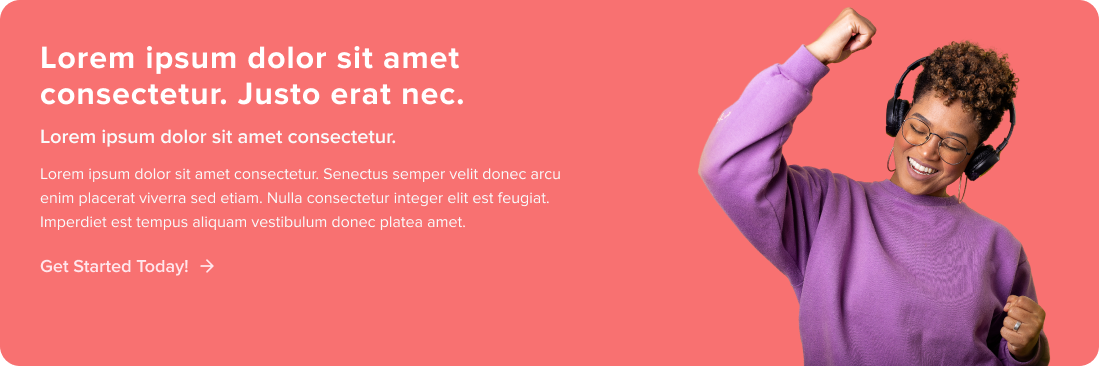 Lorem ipsum dolor sit amet
consectetur. Justo erat nec.
Lorem ipsum dolor sit amet consectetur.
Lorem ipsum dolor sit amet consectetur. Senectus semper velit donec arcu
enim placerat viverra sed etiam. Nulla consectetur integer elit est feugiat.
Imperdiet est tempus aliquam vestibulum donec platea amet.
Get Started Today! →